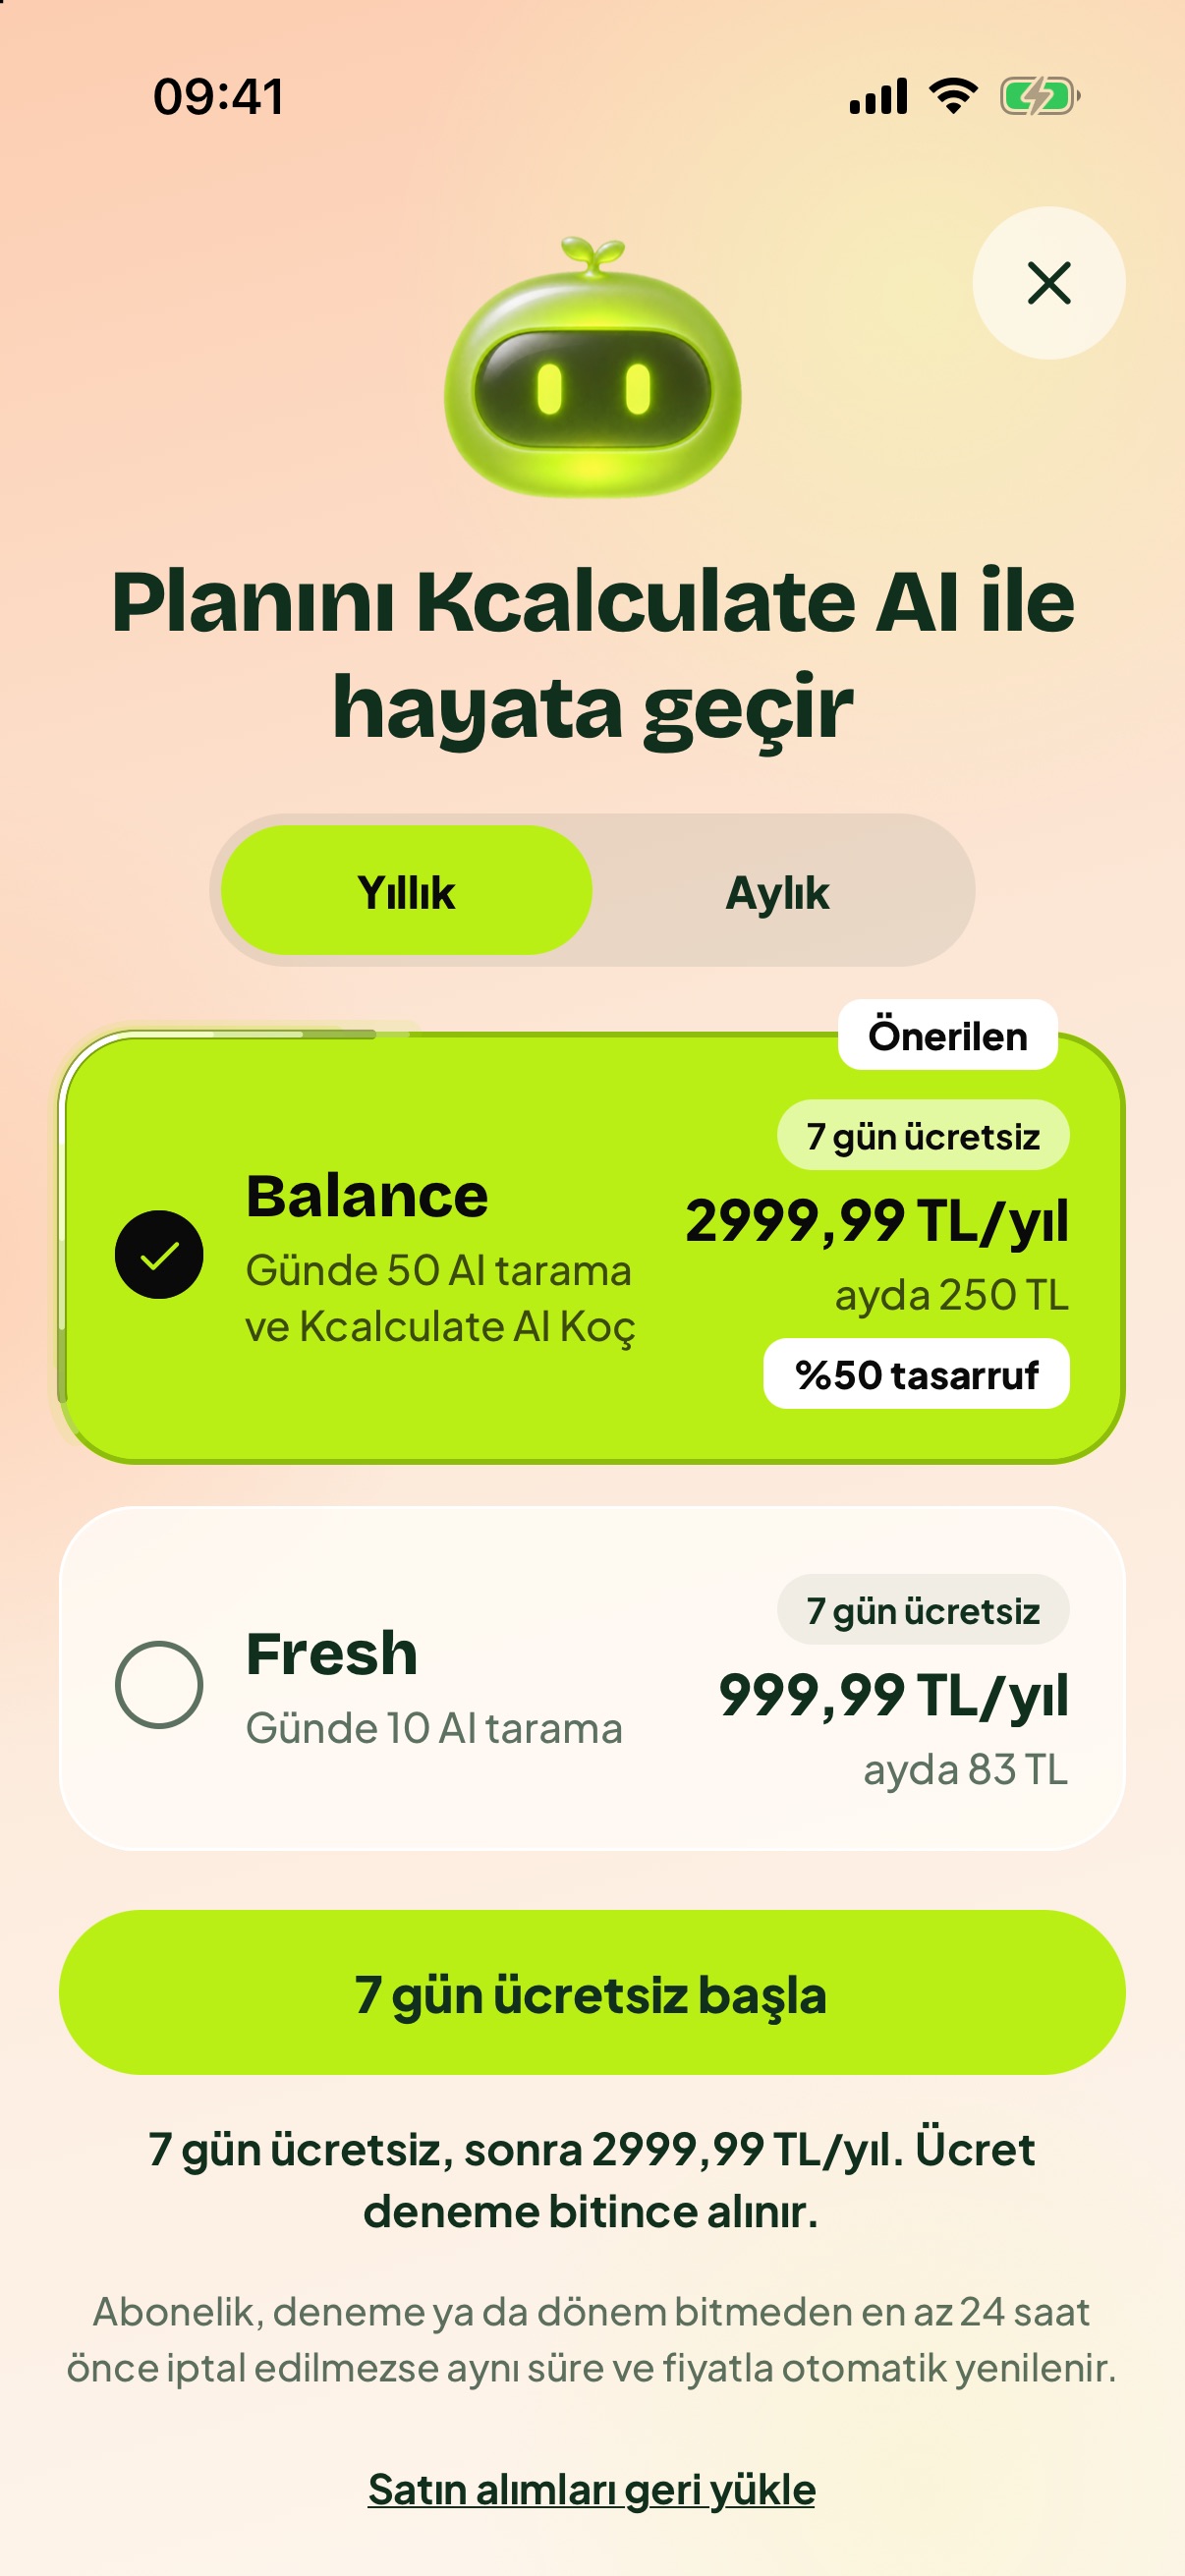 09:41
Planını Kcalculate AI ile
hayata geçir
Yıllık
Aylık
Önerilen
7 gün ücretsiz
Balance
2999,99 TL/yıl
Günde 50 AI tarama
ve Kcalculate AI Koç
ayda 250 TL
%50 tasarruf
7 gün ücretsiz
Fresh
999,99 TL/yıl
Günde 10 AI tarama
ayda 83 TL
7 gün ücretsiz başla
7 gün ücretsiz, sonra 2999,99 TL/yıl. Ücret
deneme bitince alınır.
Abonelik, deneme ya da dönem bitmeden en az 24 saat
önce iptal edilmezse aynı süre ve fiyatla otomatik yenilenir.
Satın alımları geri yükle